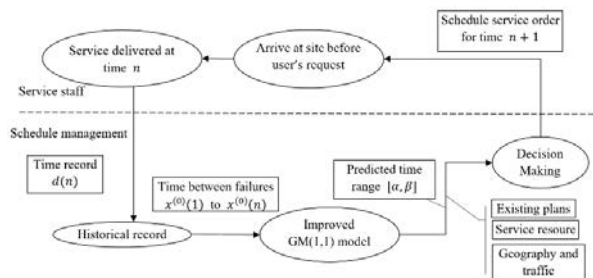 Schedule service order
for time n + 1
Service delivered at
time n
Arrive at site before
user's request
Service staff
Schedule management
Time record
d(n)
Time between failures
x⁽⁰⁾(1) to x⁽⁰⁾(n)
Predicted time
range [α, β]
Decision
Making
Historical record
Improved
GM(1,1) model
Existing plans
Service resoure
Geography and
traffic